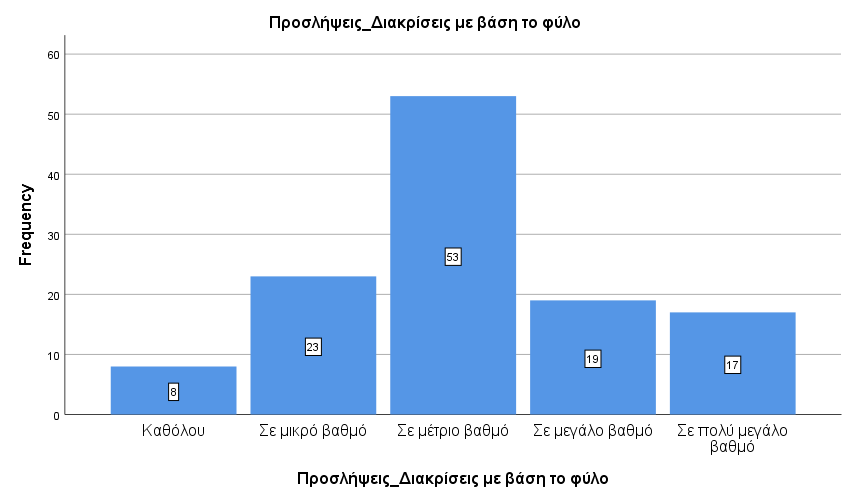 Προσλήψεις_Διακρίσεις με βάση το φύλο
60
50
40
30
20
10
0
Frequency
8
23
53
19
17
Καθόλου
Σε μικρό βαθμό
Σε μέτριο βαθμό
Σε μεγάλο βαθμό
Σε πολύ μεγάλο
βαθμό
Προσλήψεις_Διακρίσεις με βάση το φύλο